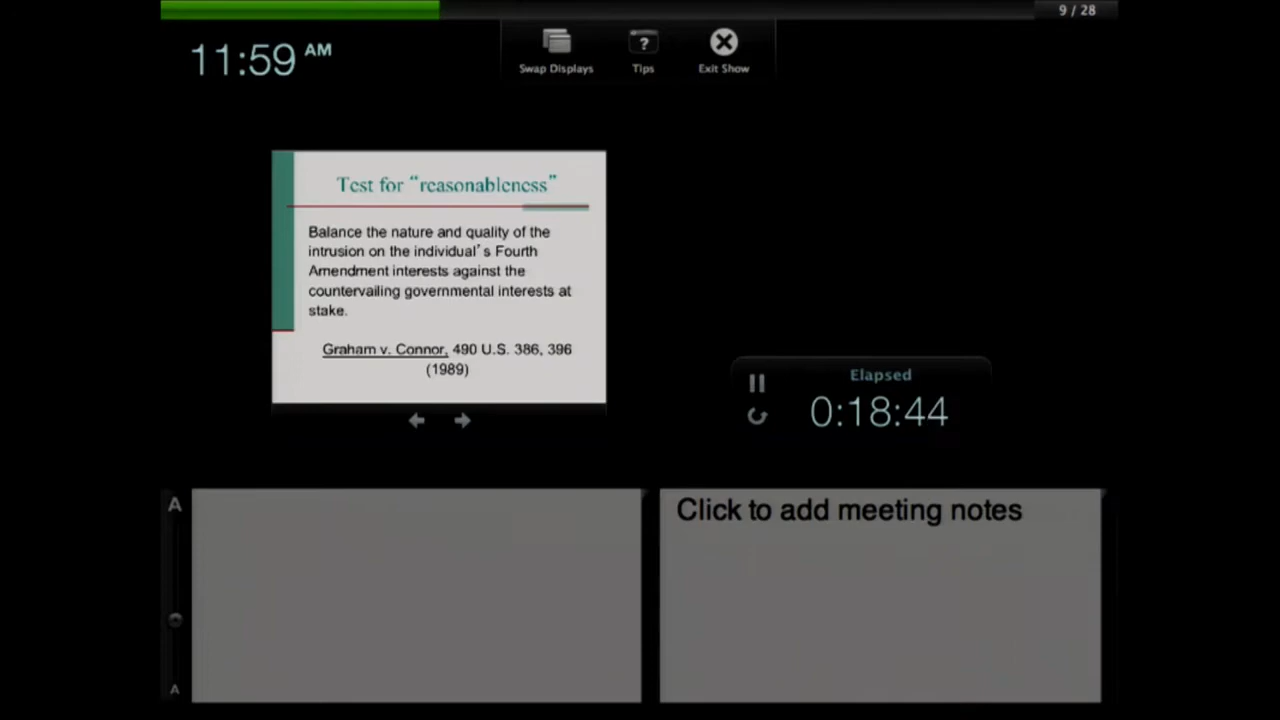 9 / 28
11:59 AM
Swap Displays
Tips
Exit Show
Test for “reasonableness”
Balance the nature and quality of the
intrusion on the individual’s Fourth
Amendment interests against the
countervailing governmental interests at
stake.
Graham v. Connor, 490 U.S. 386, 396
(1989)
Elapsed
0:18:44
A
A
Click to add meeting notes